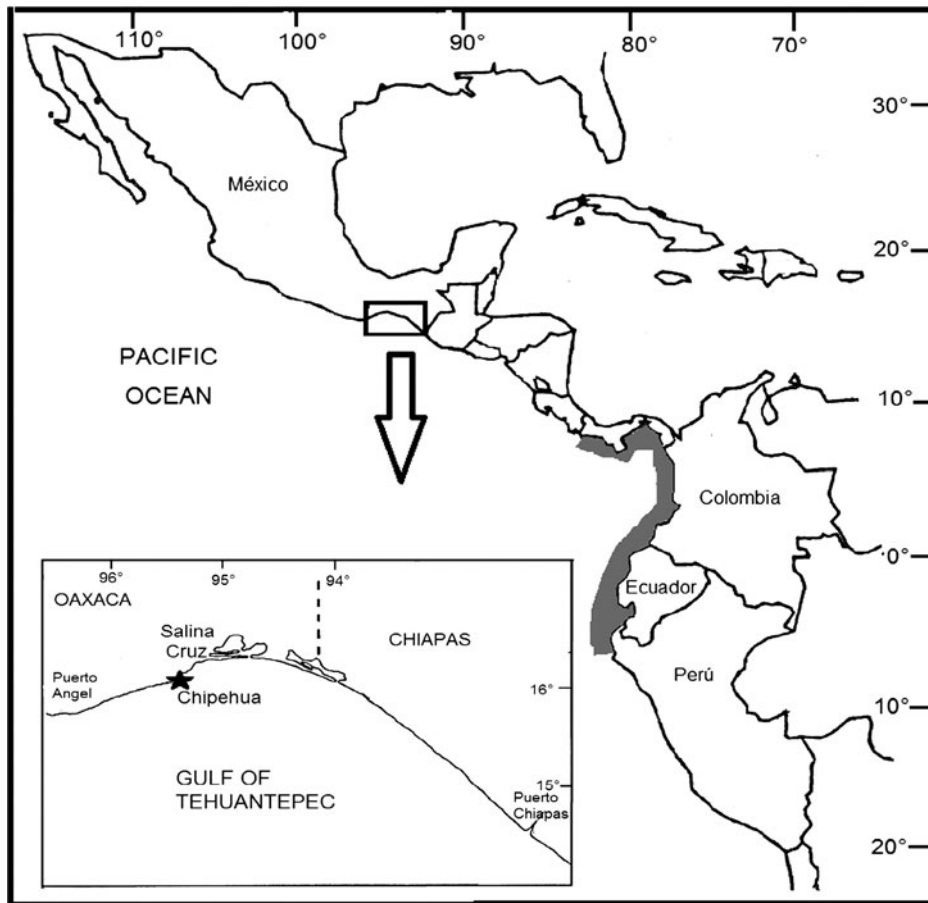 110°
100°
90°
80°
70°
30°
México
20°
PACIFIC
OCEAN
10°
Colombia
0°
Ecuador
Perú
10°
20°
96°
95°
94°
OAXACA
Salina
Cruz
CHIAPAS
Puerto
Angel
Chipehua
16°
GULF OF
TEHUANTEPEC
15°
Puerto
Chiapas